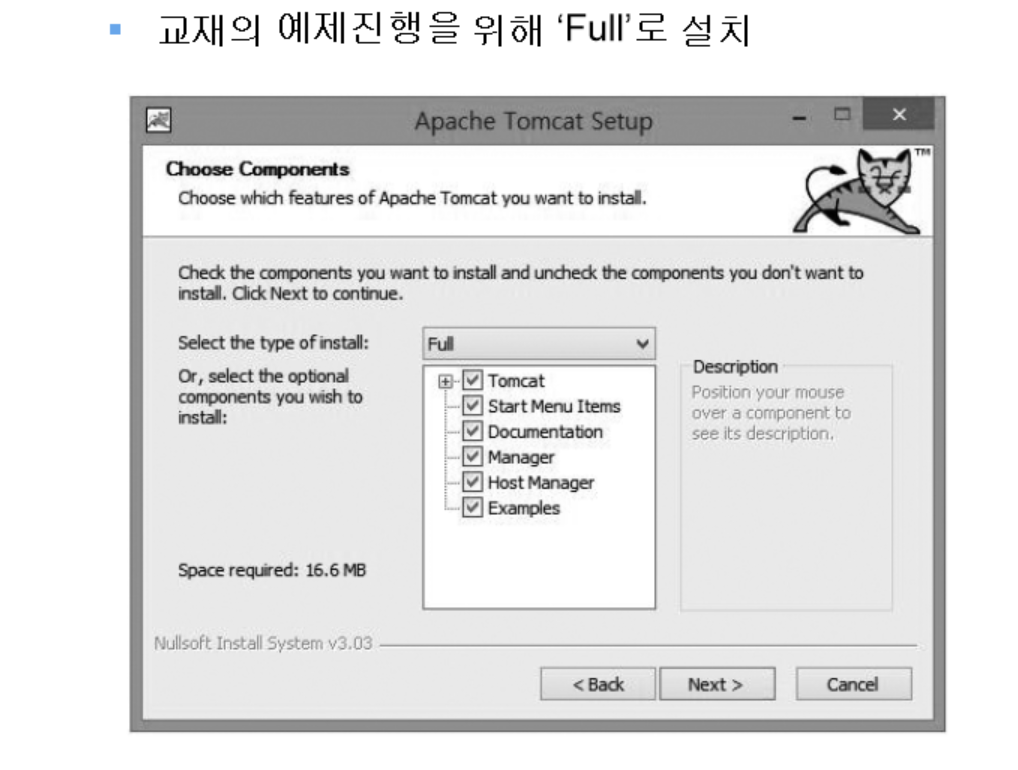 교재의 예제진행을 위해 ‘Full’로 설치
Apache Tomcat Setup
TM
Choose Components
Choose which features of Apache Tomcat you want to install.
Check the components you want to install and uncheck the components you don't want to
install. Click Next to continue.
Select the type of install:
Full
Or, select the optional
components you wish to
install:
Tomcat
Start Menu Items
Documentation
Manager
Host Manager
Examples
Description
Position your mouse
over a component to
see its description.
Space required: 16.6 MB
Nullsoft Install System v3.03
< Back
Next >
Cancel